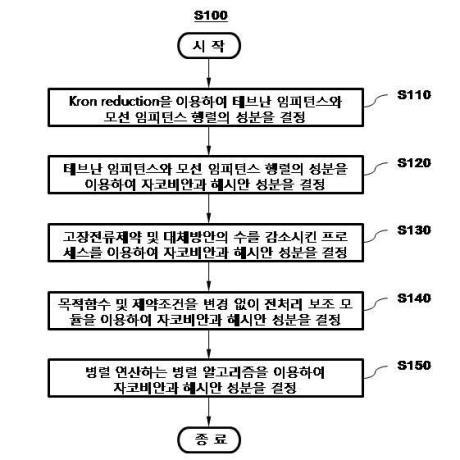 S100
시 작
Kron reduction을 이용하여 테브난 임피던스와
모선 임피던스 행렬의 성분을 결정
S110
테브난 임피던스와 모선 임피던스 행렬의 성분을
이용하여 자코비안과 헤시안 성분을 결정
S120
고장전류제약 및 대체방안의 수를 감소시킨 프로
세스를 이용하여 자코비안과 헤시안 성분을 결정
S130
목적함수 및 제약조건을 변경 없이 전처리 보조 모
듈을 이용하여 자코비안과 헤시안 성분을 결정
S140
병렬 연산하는 병렬 알고리즘을 이용하여
자코비안과 헤시안 성분을 결정
S150
종 료